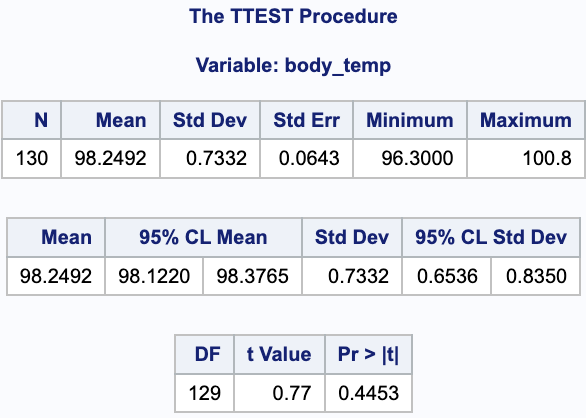 The TTEST Procedure
Variable: body_temp
N Mean Std Dev Std Err Minimum Maximum
130 98.2492 0.7332 0.0643 96.3000 100.8
Mean 95% CL Mean Std Dev 95% CL Std Dev
98.2492 98.1220 98.3765 0.7332 0.6536 0.8350
DF t Value Pr > |t|
129 0.77 0.4453